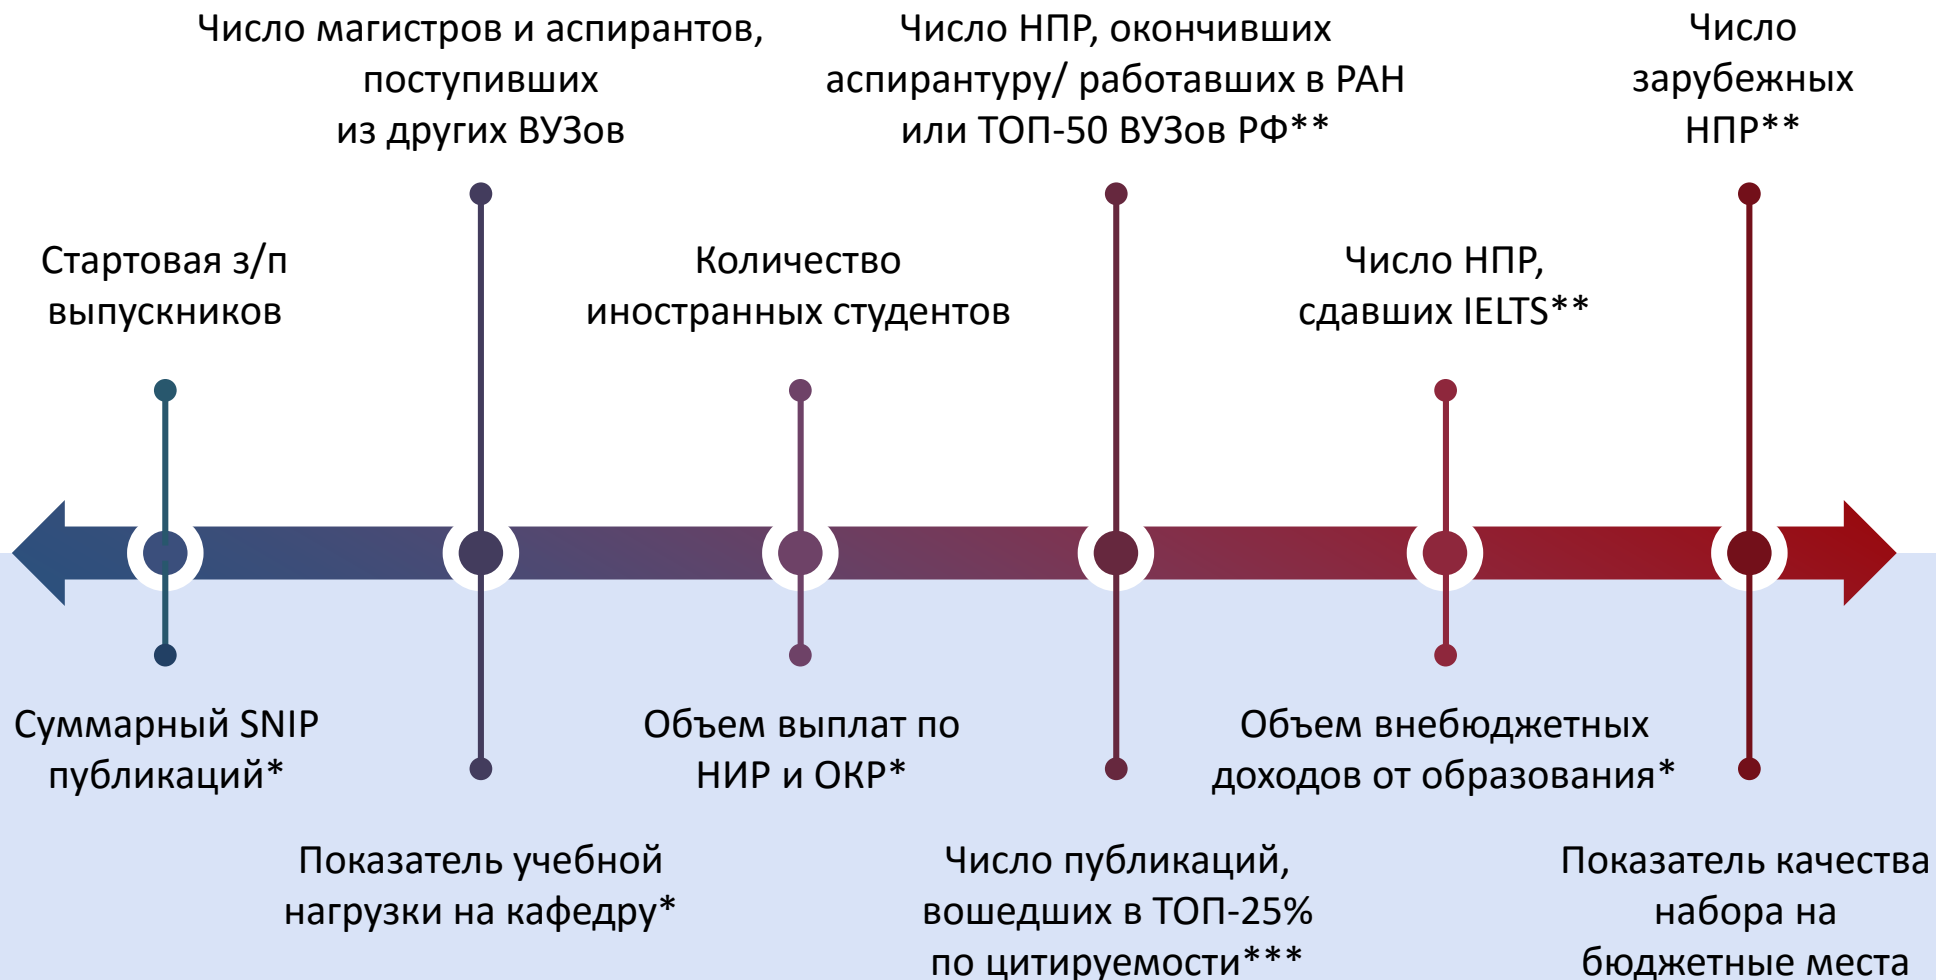 Число магистров и аспирантов,
поступивших
из других ВУЗов
Число НПР, окончивших
аспирантуру/ работавших в РАН
или ТОП-50 ВУЗов РФ**
Число
зарубежных
НПР**
Стартовая з/п
выпускников
Количество
иностранных студентов
Число НПР,
сдавших IELTS**
Суммарный SNIP
публикаций*
Объем выплат по
НИР и ОКР*
Объем внебюджетных
доходов от образования*
Показатель учебной
нагрузки на кафедру*
Число публикаций,
вошедших в ТОП-25%
по цитируемости***
Показатель качества
набора на
бюджетные места